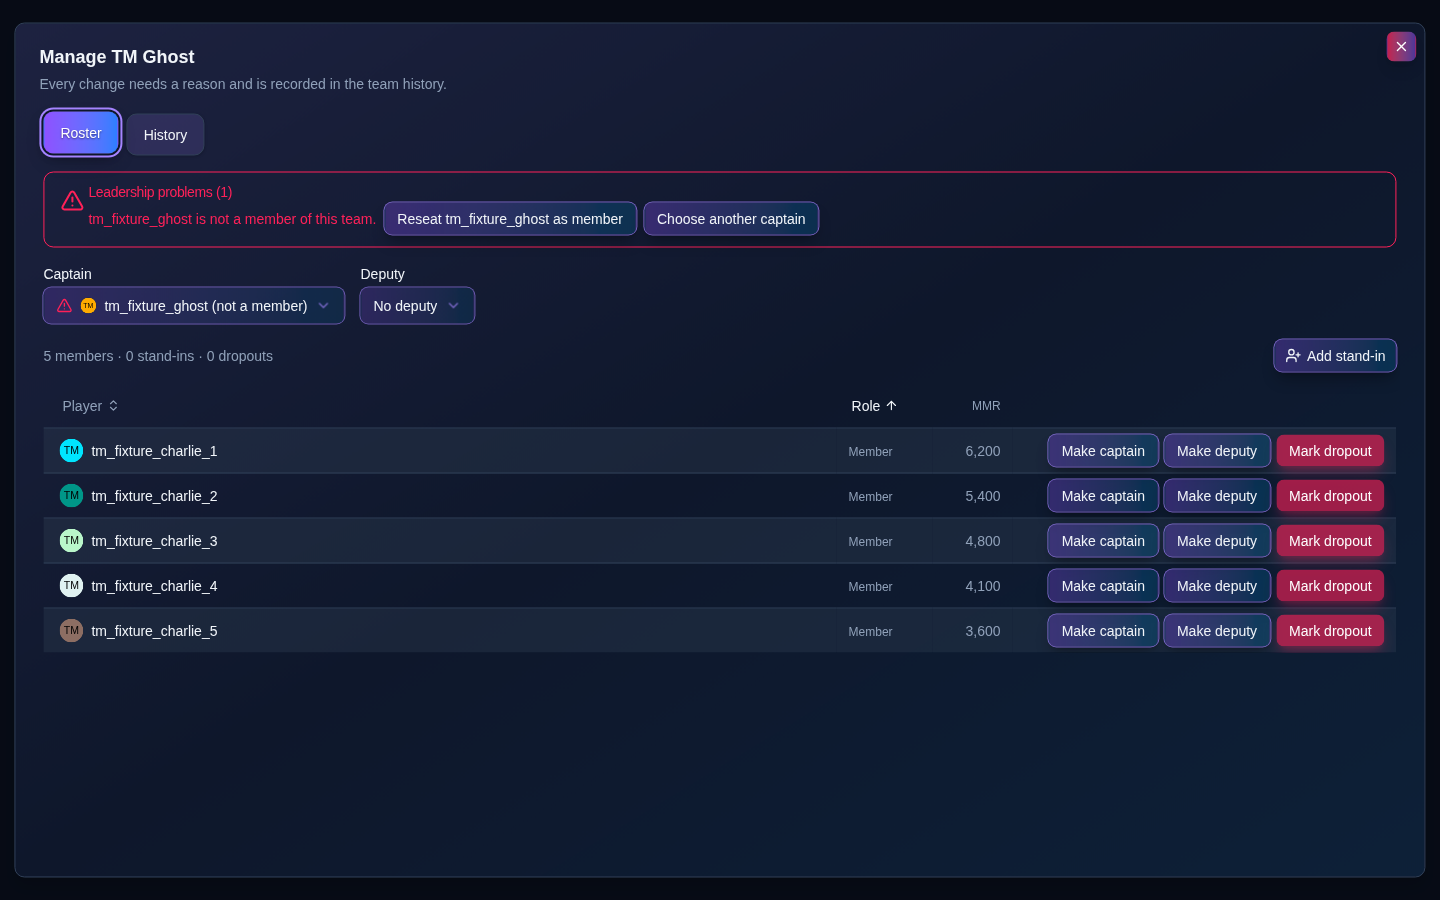 Manage TM Ghost
Every change needs a reason and is recorded in the team history.
Roster History
Leadership problems (1)
tm_fixture_ghost is not a member of this team. Reseat tm_fixture_ghost as member Choose another captain
Captain Deputy
TM tm_fixture_ghost (not a member) No deputy
5 members · 0 stand-ins · 0 dropouts Add stand-in
Player Role MMR
TM tm_fixture_charlie_1 Member 6,200 Make captain Make deputy Mark dropout
TM tm_fixture_charlie_2 Member 5,400 Make captain Make deputy Mark dropout
TM tm_fixture_charlie_3 Member 4,800 Make captain Make deputy Mark dropout
TM tm_fixture_charlie_4 Member 4,100 Make captain Make deputy Mark dropout
TM tm_fixture_charlie_5 Member 3,600 Make captain Make deputy Mark dropout